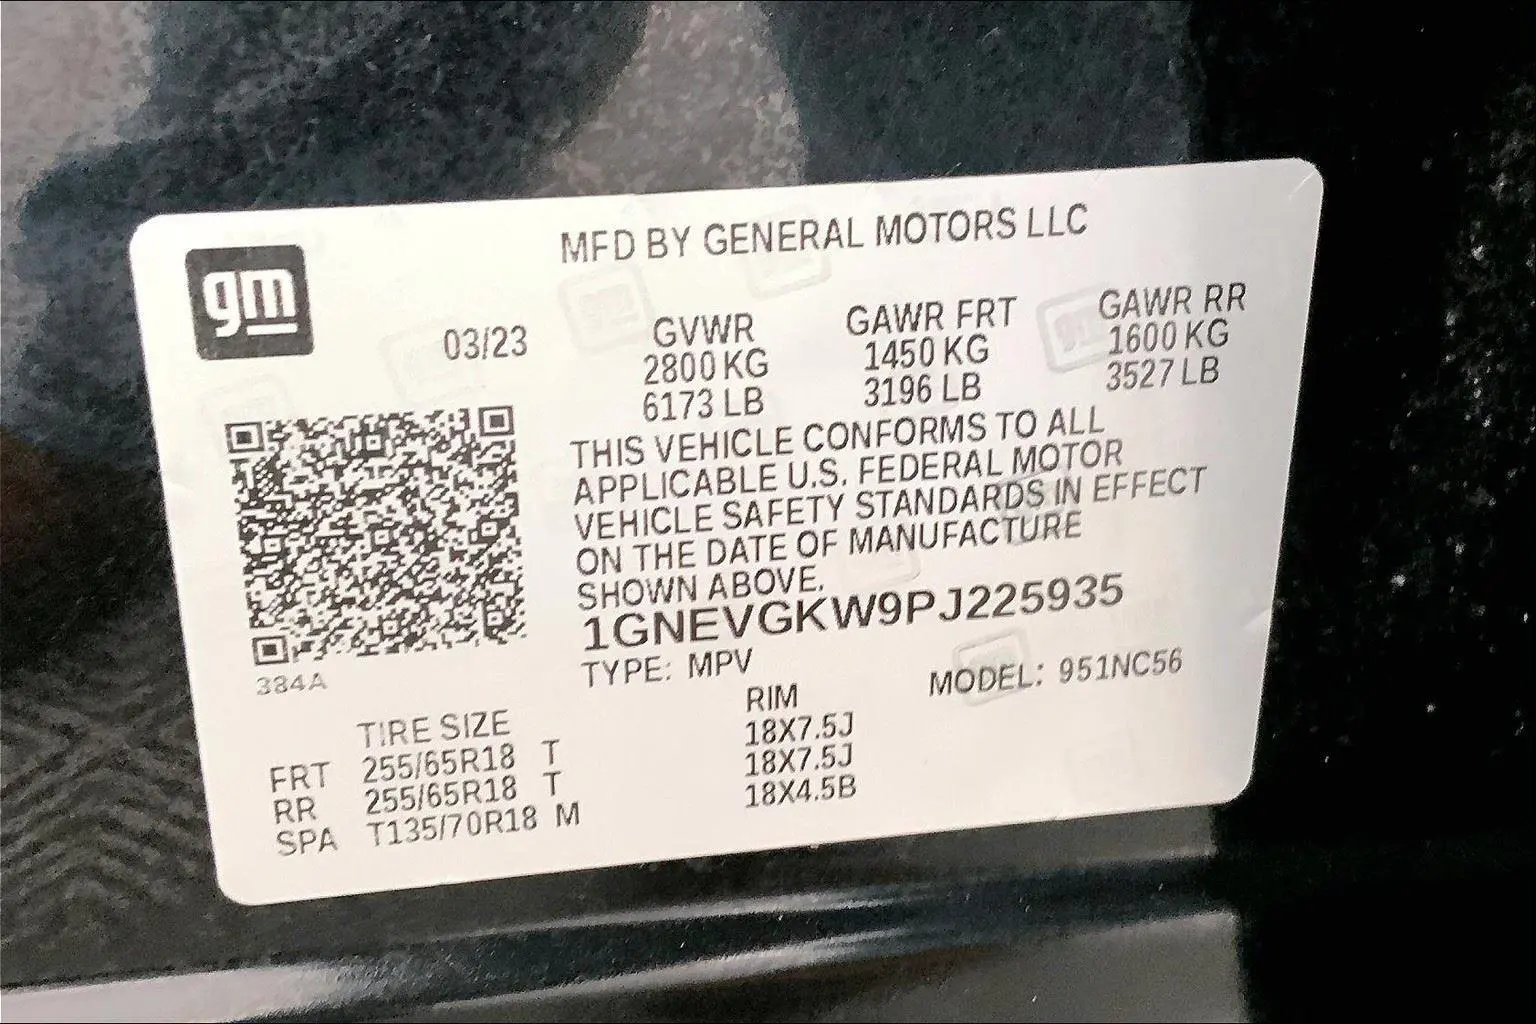 gm
MFD BY GENERAL MOTORS LLC
03/23
GVWR GAWR FRT GAWR RR
2800 KG 1450 KG 1600 KG
6173 LB 3196 LB 3527 LB
THIS VEHICLE CONFORMS TO ALL
APPLICABLE U.S. FEDERAL MOTOR
VEHICLE SAFETY STANDARDS IN EFFECT
ON THE DATE OF MANUFACTURE
SHOWN ABOVE.
1GNEVGKW9PJ225935
384A
TYPE: MPV MODEL: 951NC56
TIRE SIZE RIM
FRT 255/65R18 T 18X7.5J
RR 255/65R18 T 18X7.5J
SPA T135/70R18 M 18X4.5B